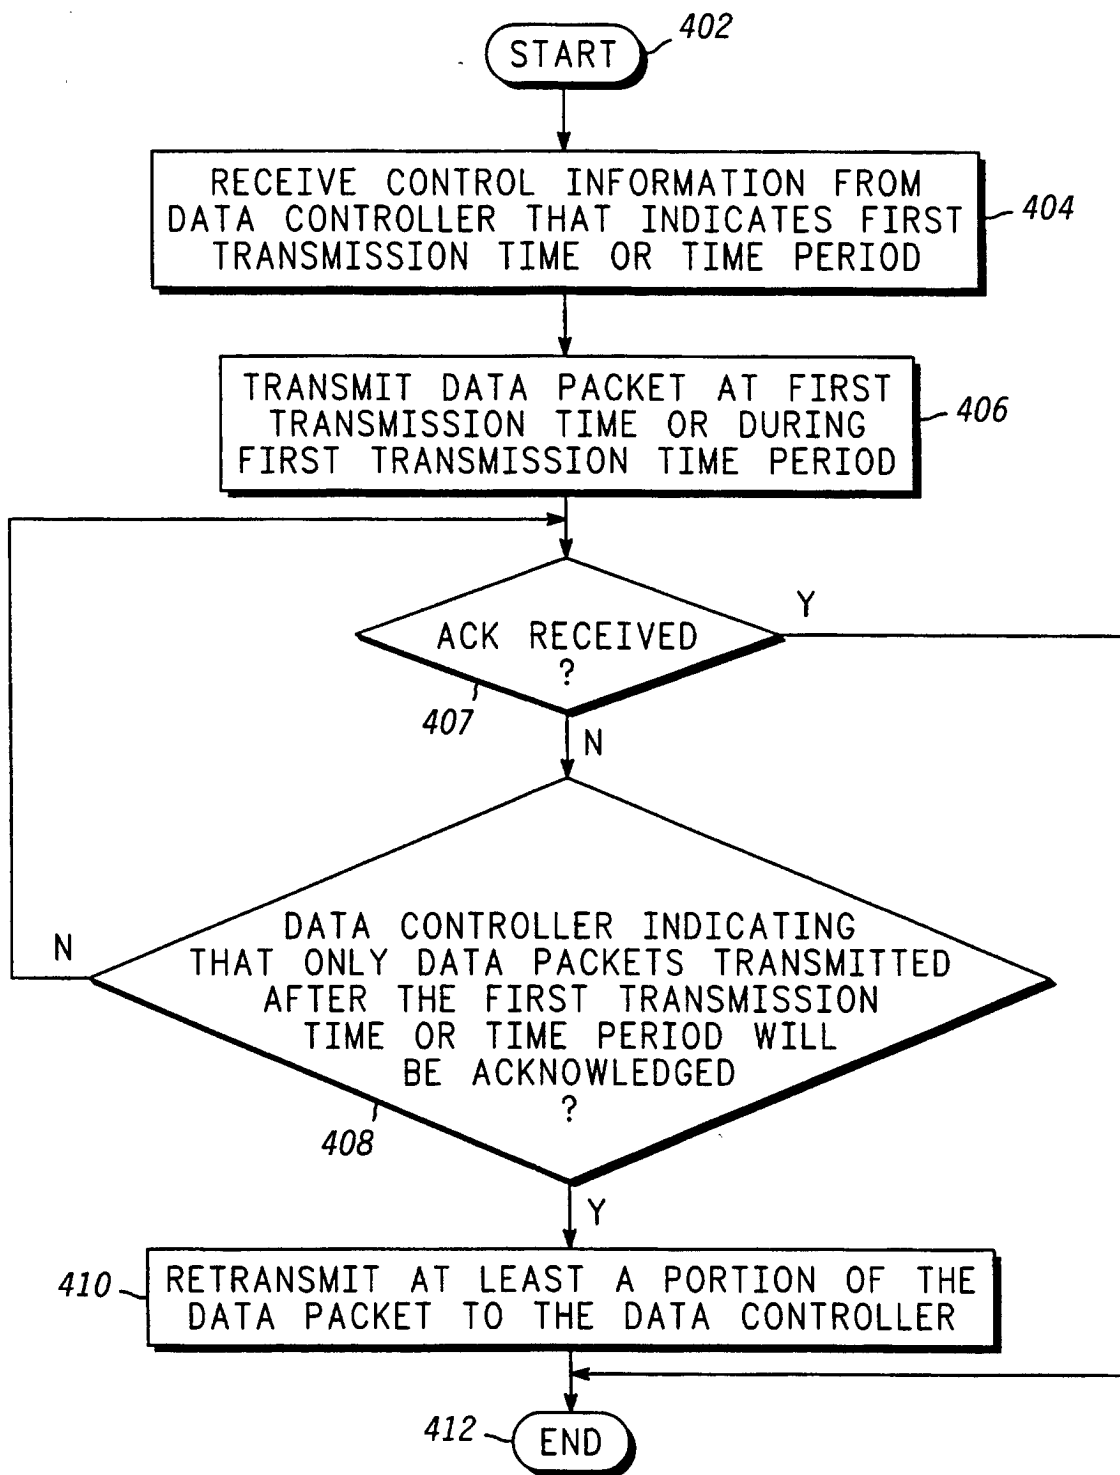 START
402
RECEIVE CONTROL INFORMATION FROM
DATA CONTROLLER THAT INDICATES FIRST
TRANSMISSION TIME OR TIME PERIOD
404
TRANSMIT DATA PACKET AT FIRST
TRANSMISSION TIME OR DURING
FIRST TRANSMISSION TIME PERIOD
406
Y
ACK RECEIVED
?
407
N
DATA CONTROLLER INDICATING
N
THAT ONLY DATA PACKETS TRANSMITTED
AFTER THE FIRST TRANSMISSION
TIME OR TIME PERIOD WILL
BE ACKNOWLEDGED
?
408
Y
410
RETRANSMIT AT LEAST A PORTION OF THE
DATA PACKET TO THE DATA CONTROLLER
412
END